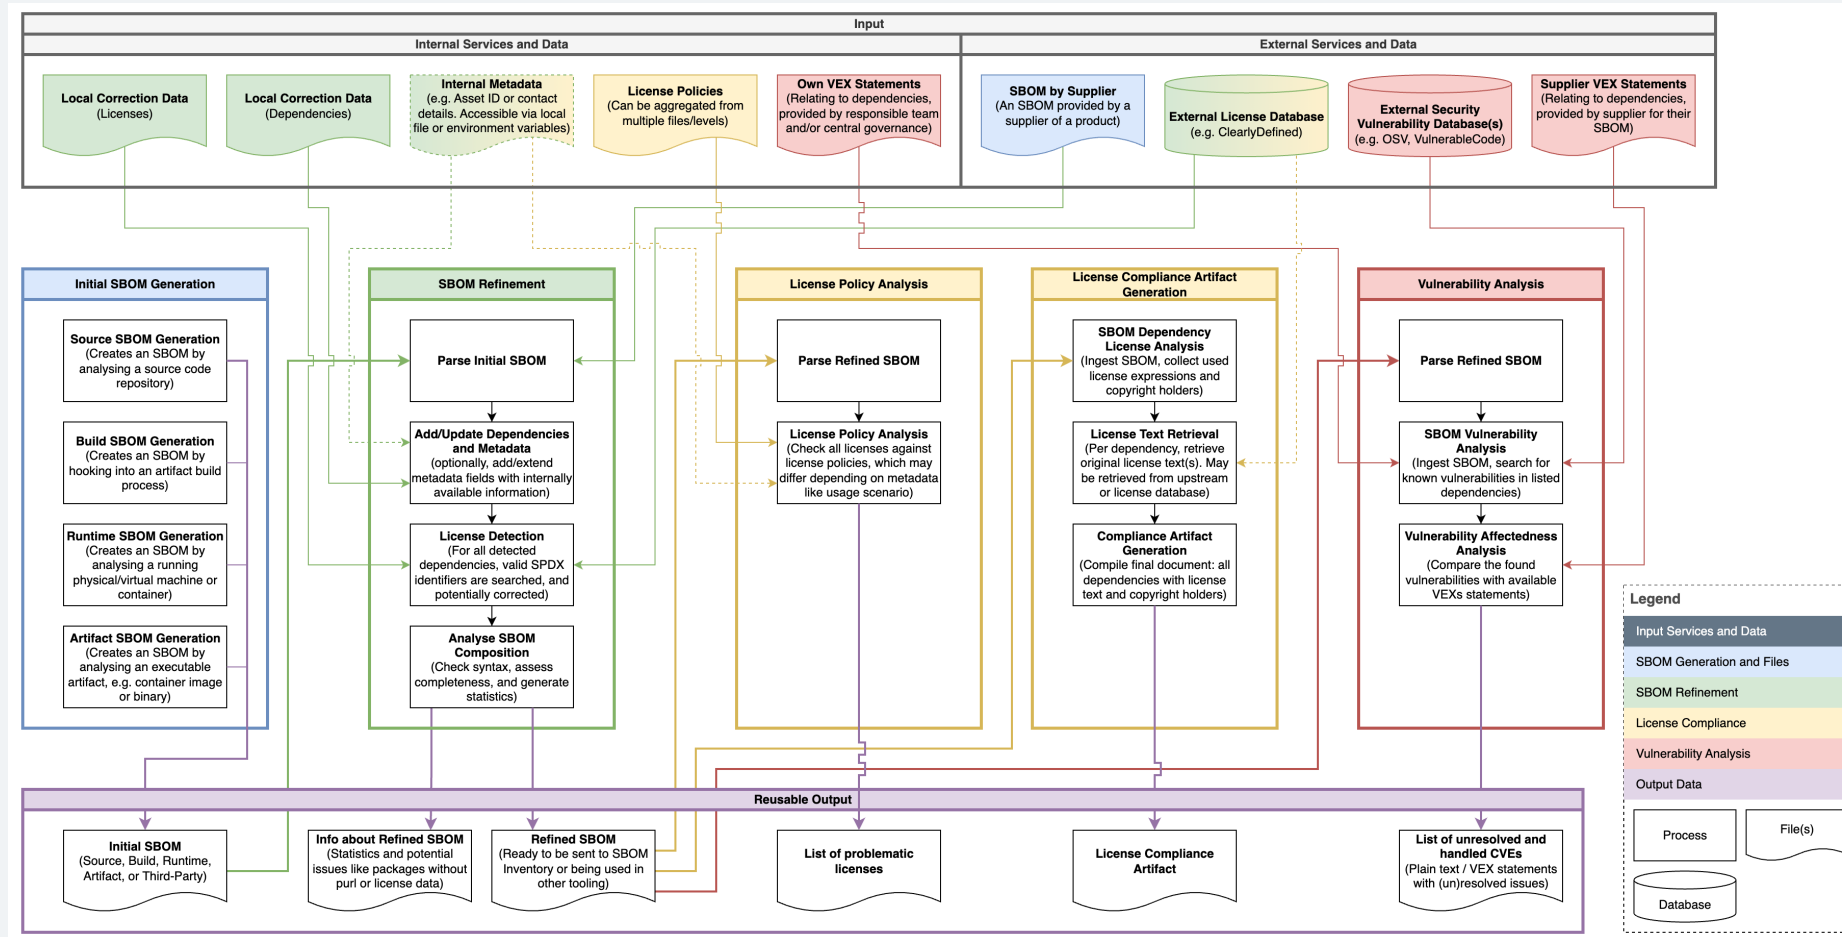 Input
Internal Services and Data
External Services and Data
Local Correction Data
(Licenses)
Local Correction Data
(Dependencies)
Internal Metadata
(e.g. Asset ID or contact
details. Accessible via local
file or environment variables)
License Policies
(Can be aggregated from
multiple files/levels)
Own VEX Statements
(Relating to dependencies,
provided by responsible team
and/or central governance)
SBOM by Supplier
(An SBOM provided by a
supplier of a product)
External License Database
(e.g. ClearlyDefined)
External Security
Vulnerability Database(s)
(e.g. OSV, VulnerableCode)
Supplier VEX Statements
(Relating to dependencies,
provided by supplier for their
SBOM)
Initial SBOM Generation
Source SBOM Generation
(Creates an SBOM by
analysing a source code
repository)
Build SBOM Generation
(Creates an SBOM by
hooking into an artifact build
process)
Runtime SBOM Generation
(Creates an SBOM by
analysing a running
physical/virtual machine or
container)
Artifact SBOM Generation
(Creates an SBOM by
analysing an executable
artifact, e.g. container image
or binary)
SBOM Refinement
Parse Initial SBOM
Add/Update Dependencies
and Metadata
(optionally, add/extend
metadata fields with internally
available information)
License Detection
(For all detected
dependencies, valid SPDX
identifiers are searched, and
potentially corrected)
Analyse SBOM
Composition
(Check syntax, assess
completeness, and generate
statistics)
License Policy Analysis
Parse Refined SBOM
License Policy Analysis
(Check all licenses against
license policies, which may
differ depending on metadata
like usage scenario)
License Compliance Artifact
Generation
SBOM Dependency
License Analysis
(Ingest SBOM, collect used
license expressions and
copyright holders)
License Text Retrieval
(Per dependency, retrieve
original license text(s). May
be retrieved from upstream
or license database)
Compliance Artifact
Generation
(Compile final document: all
dependencies with license
text and copyright holders)
Vulnerability Analysis
Parse Refined SBOM
SBOM Vulnerability
Analysis
(Ingest SBOM, search for
known vulnerabilities in listed
dependencies)
Vulnerability Affectedness
Analysis
(Compare the found
vulnerabilities with available
VEXs statements)
Reusable Output
Initial SBOM
(Source, Build, Runtime,
Artifact, or Third-Party)
Info about Refined SBOM
(Statistics and potential
issues like packages without
purl or license data)
Refined SBOM
(Ready to be sent to SBOM
Inventory or being used in
other tooling)
List of problematic
licenses
License Compliance
Artifact
List of unresolved and
handled CVEs
(Plain text / VEX statements
with (un)resolved issues)
Legend
Input Services and Data
SBOM Generation and Files
SBOM Refinement
License Compliance
Vulnerability Analysis
Output Data
Process
File(s)
Database